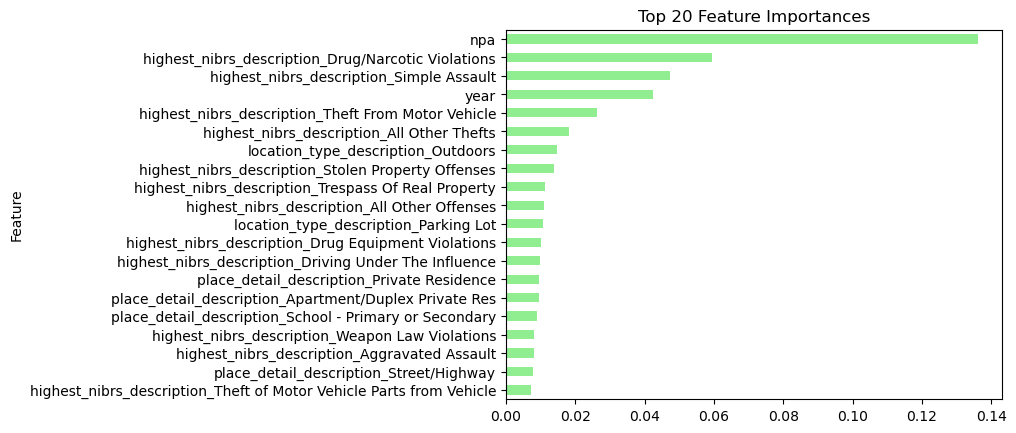 Top 20 Feature Importances
Feature
npa
highest_nibrs_description_Drug/Narcotic Violations
highest_nibrs_description_Simple Assault
year
highest_nibrs_description_Theft From Motor Vehicle
highest_nibrs_description_All Other Thefts
location_type_description_Outdoors
highest_nibrs_description_Stolen Property Offenses
highest_nibrs_description_Trespass Of Real Property
highest_nibrs_description_All Other Offenses
location_type_description_Parking Lot
highest_nibrs_description_Drug Equipment Violations
highest_nibrs_description_Driving Under The Influence
place_detail_description_Private Residence
place_detail_description_Apartment/Duplex Private Res
place_detail_description_School - Primary or Secondary
highest_nibrs_description_Weapon Law Violations
highest_nibrs_description_Aggravated Assault
place_detail_description_Street/Highway
highest_nibrs_description_Theft of Motor Vehicle Parts from Vehicle
0.00 0.02 0.04 0.06 0.08 0.10 0.12 0.14